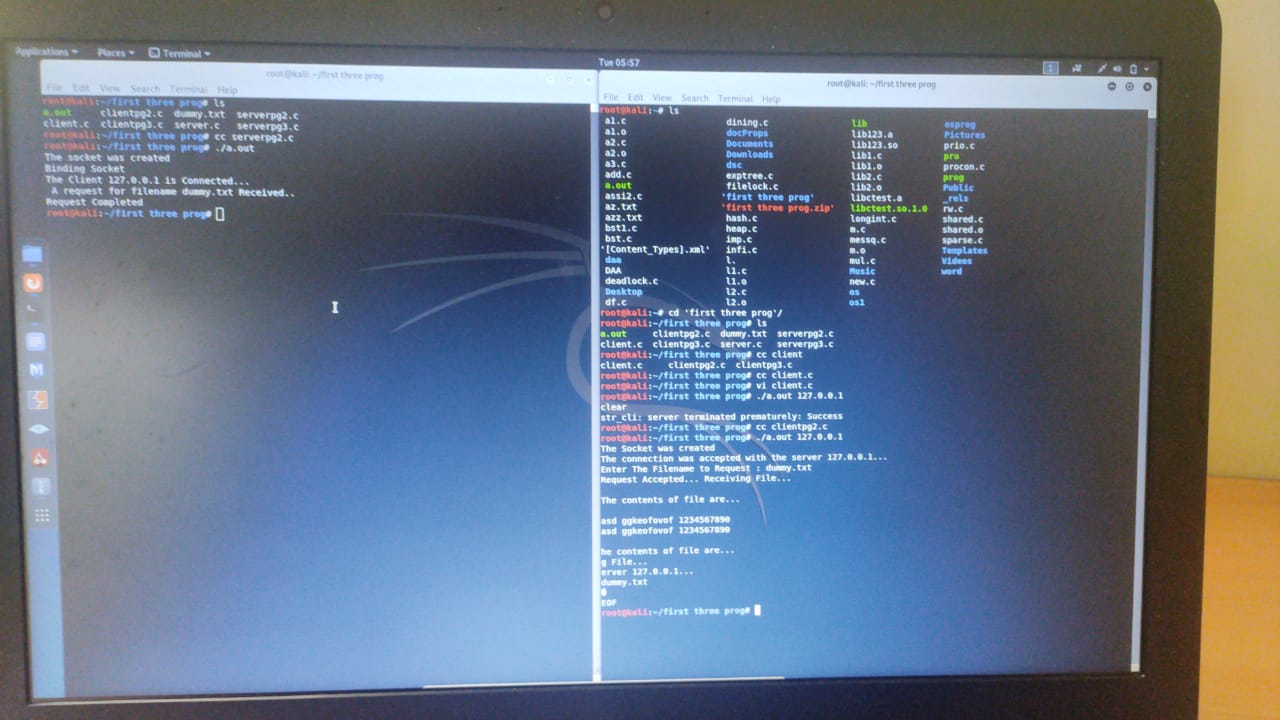 Applications Places Terminal
Tue 05:57
1
root@kali: ~/first three prog
File Edit View Search Terminal Help
root@kali:~/first three prog# ls
a.out clientpg2.c dummy.txt serverpg2.c
client.c clientpg3.c server.c serverpg3.c
root@kali:~/first three prog# cc serverpg2.c
root@kali:~/first three prog# ./a.out
The socket was created
Binding Socket
The Client 127.0.0.1 is Connected...
A request for filename dummy.txt Received..
Request Completed
root@kali:~/first three prog#
root@kali: ~/first three prog
File Edit View Search Terminal Help
root@kali:~# ls
a1.c dining.c lib osprog
a1.o docProps lib123.a Pictures
a2.c Documents lib123.so prio.c
a2.o Downloads lib1.c pro
a3.c dsc lib1.o procon.c
add.c exptree.c lib2.c prog
a.out filelock.c lib2.o Public
assi2.c 'first three prog' libctest.a _rels
az.txt 'first three prog.zip' libctest.so.1.0 rw.c
azz.txt hash.c longint.c shared.c
bst1.c heap.c m.c shared.o
bst.c imp.c messq.c sparse.c
'[Content_Types].xml' infi.c m.o Templates
daa l. mul.c Videos
DAA l1.c Music word
deadlock.c l1.o new.c
Desktop l2.c os
df.c l2.o os1
root@kali:~# cd 'first three prog'/
root@kali:~/first three prog# ls
a.out clientpg2.c dummy.txt serverpg2.c
client.c clientpg3.c server.c serverpg3.c
root@kali:~/first three prog# cc client
client.c clientpg2.c clientpg3.c
root@kali:~/first three prog# cc client.c
root@kali:~/first three prog# vi client.c
root@kali:~/first three prog# ./a.out 127.0.0.1
clear
str_cli: server terminated prematurely: Success
root@kali:~/first three prog# cc clientpg2.c
root@kali:~/first three prog# ./a.out 127.0.0.1
The Socket was created
The connection was accepted with the server 127.0.0.1...
Enter The Filename to Request : dummy.txt
Request Accepted... Receiving File...
The contents of file are...
asd ggkeofovof 1234567890
asd ggkeofovof 1234567890
he contents of file are...
g File...
erver 127.0.0.1...
dummy.txt
EOF
root@kali:~/first three prog#